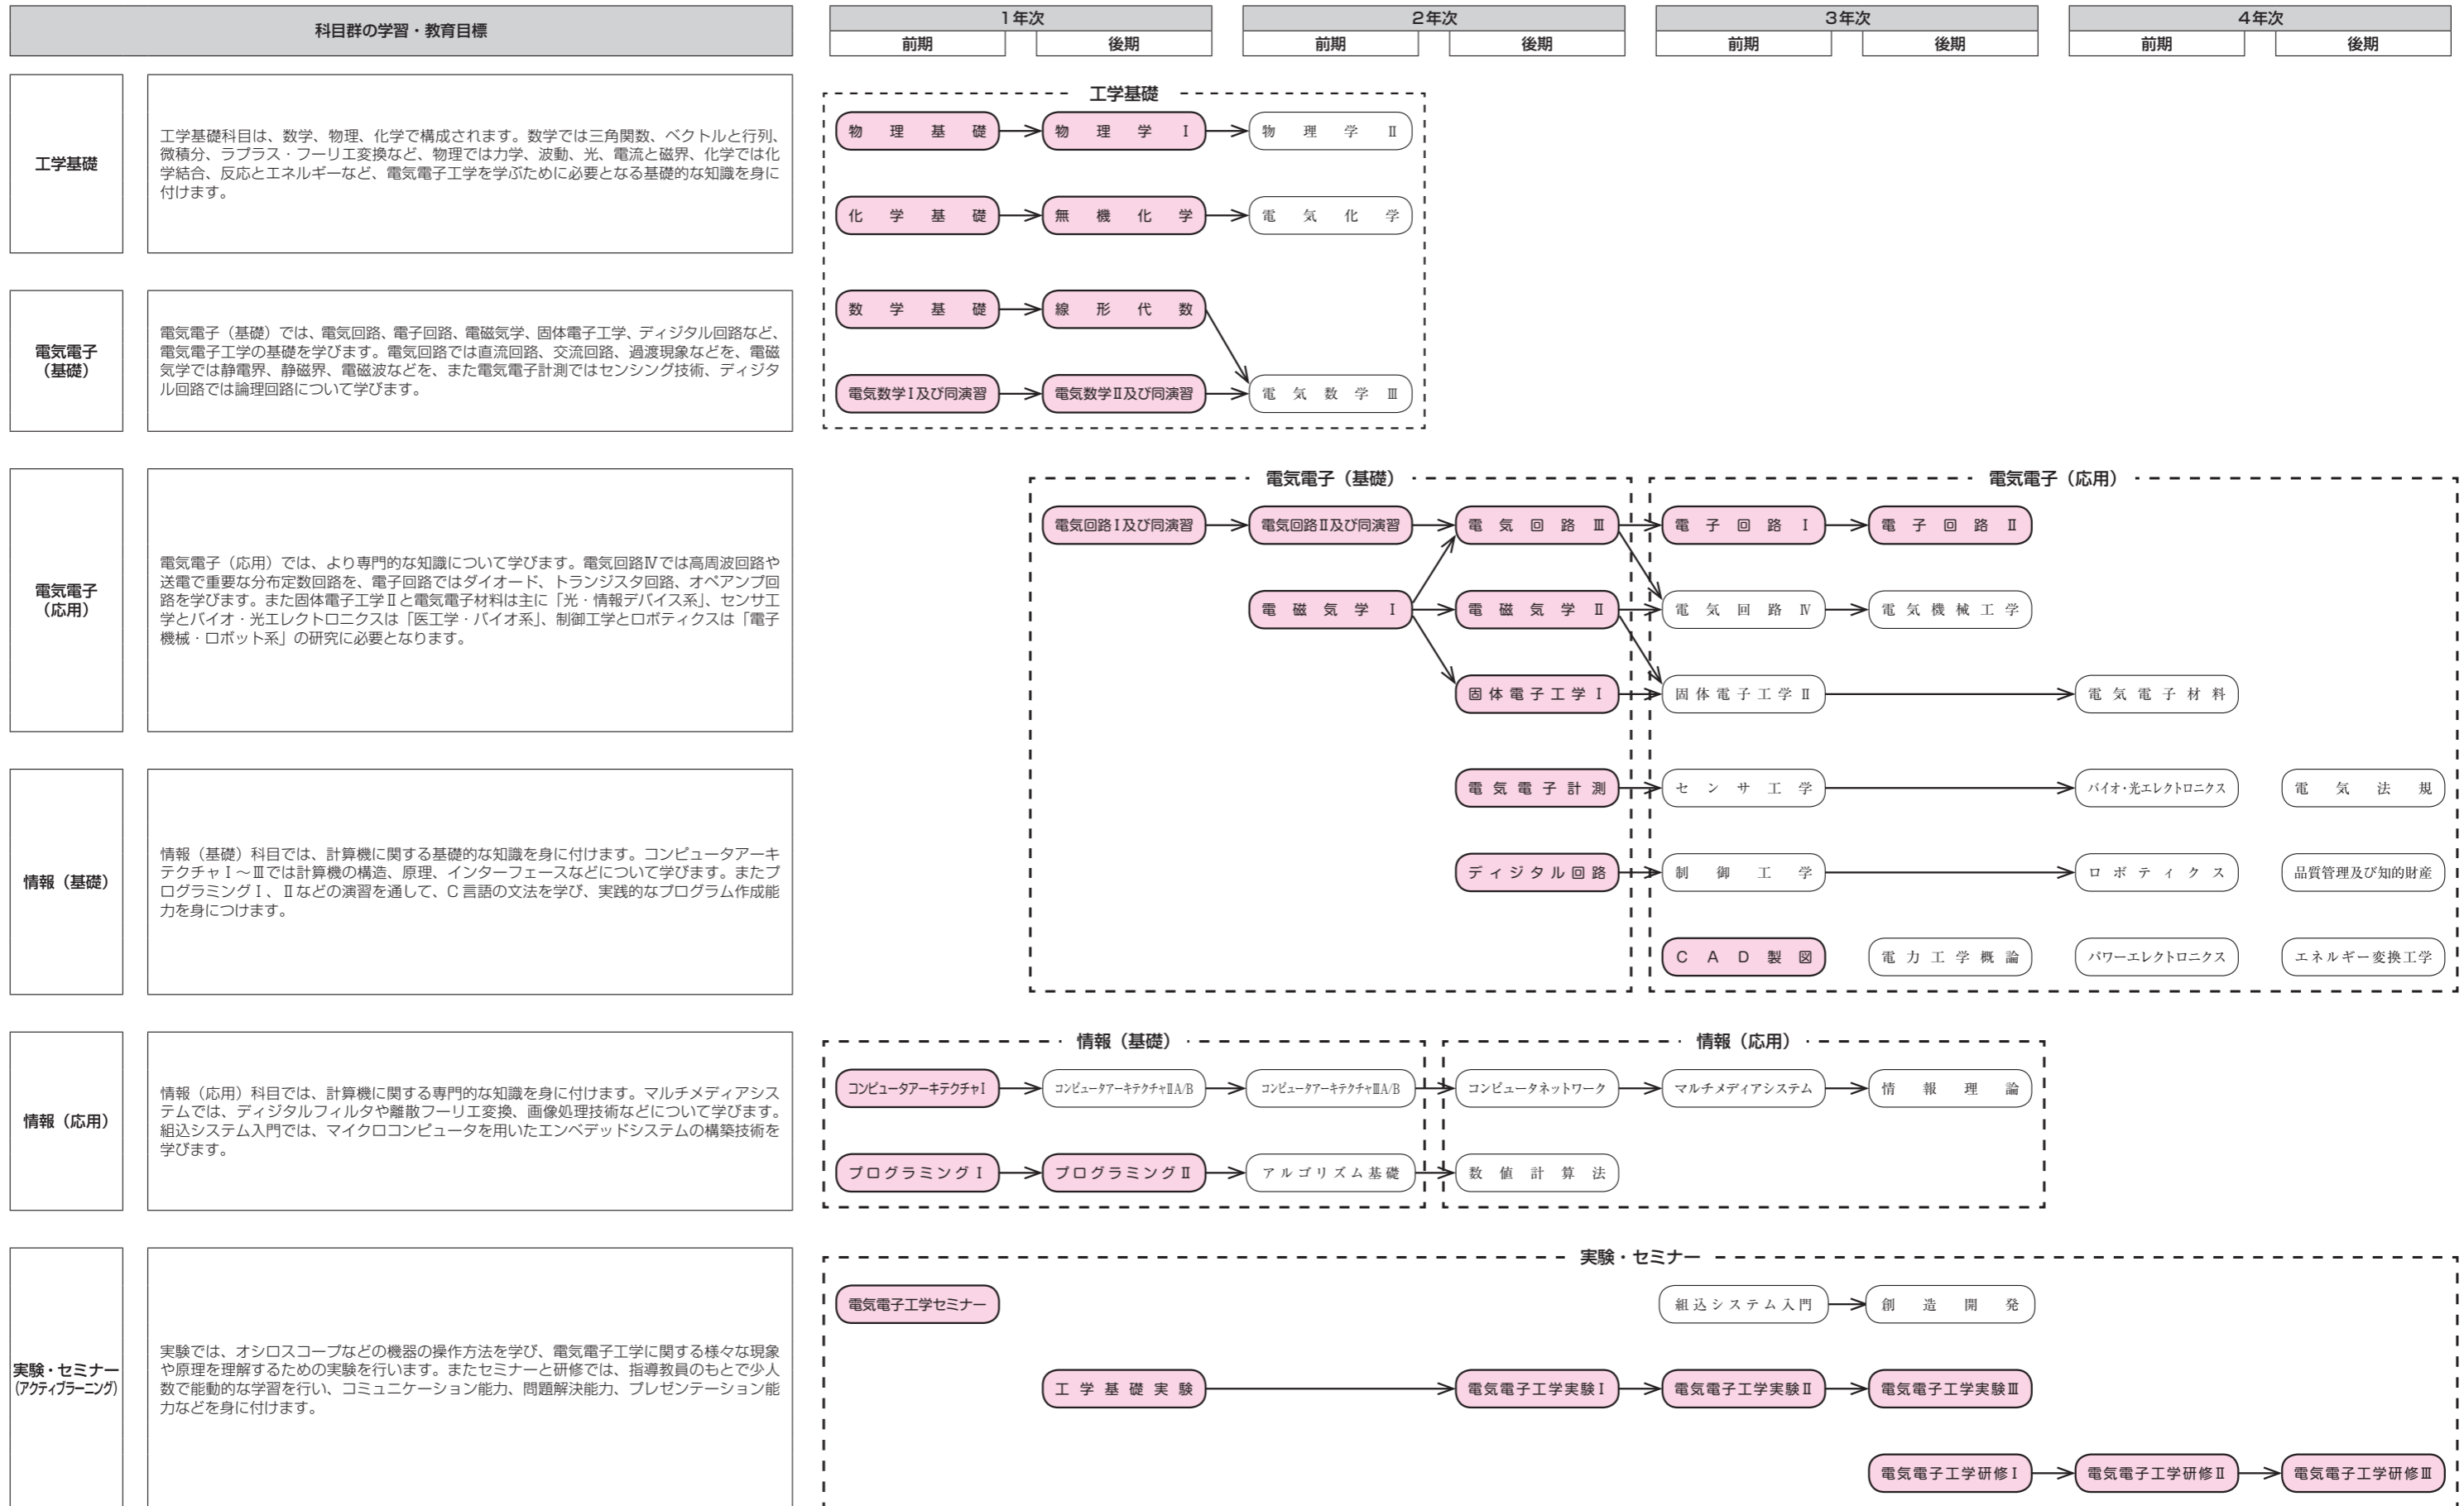 科目群の学習・教育目標
1年次
2年次
3年次
4年次
前期
後期
前期
後期
前期
後期
前期
後期
工学基礎
工学基礎科目は、数学、物理、化学で構成されます。数学では三角関数、ベクトルと行列、
微積分、ラプラス・フーリエ変換など、物理では力学、波動、光、電流と磁界、化学では化
学結合、反応とエネルギーなど、電気電子工学を学ぶために必要となる基礎的な知識を身に
付けます。
電気電子
（基礎）
電気電子（基礎）では、電気回路、電子回路、電磁気学、固体電子工学、ディジタル回路など、
電気電子工学の基礎を学びます。電気回路では直流回路、交流回路、過渡現象などを、電磁
気学では静電界、静磁界、電磁波などを、また電気電子計測ではセンシング技術、ディジタ
ル回路では論理回路について学びます。
電気電子
（応用）
電気電子（応用）では、より専門的な知識について学びます。電気回路Ⅳでは高周波回路や
送電で重要な分布定数回路を、電子回路ではダイオード、トランジスタ回路、オペアンプ回
路を学びます。また固体電子工学Ⅱと電気電子材料は主に「光・情報デバイス系」、センサ工
学とバイオ・光エレクトロニクスは「医工学・バイオ系」、制御工学とロボティクスは「電子
機械・ロボット系」の研究に必要となります。
情報（基礎）
情報（基礎）科目では、計算機に関する基礎的な知識を身に付けます。コンピュータアーキ
テクチャⅠ～Ⅲでは計算機の構造、原理、インターフェースなどについて学びます。またプ
ログラミングⅠ、Ⅱなどの演習を通して、C 言語の文法を学び、実践的なプログラム作成能
力を身につけます。
情報（応用）
情報（応用）科目では、計算機に関する専門的な知識を身に付けます。マルチメディアシス
テムでは、ディジタルフィルタや離散フーリエ変換、画像処理技術などについて学びます。
組込システム入門では、マイクロコンピュータを用いたエンベデッドシステムの構築技術を
学びます。
実験・セミナー
（アクティブラーニング）
実験では、オシロスコープなどの機器の操作方法を学び、電気電子工学に関する様々な現象
や原理を理解するための実験を行います。またセミナーと研修では、指導教員のもとで少人
数で能動的な学習を行い、コミュニケーション能力、問題解決能力、プレゼンテーション能
力などを身に付けます。
工学基礎
物理基礎
物理学Ⅰ
物理学Ⅱ
化学基礎
無機化学
電気化学
数学基礎
線形代数
電気数学Ⅰ及び同演習
電気数学Ⅱ及び同演習
電気数学Ⅲ
電気電子（基礎）
電気電子（応用）
電気回路Ⅰ及び同演習
電気回路Ⅱ及び同演習
電気回路Ⅲ
電子回路Ⅰ
電子回路Ⅱ
電磁気学Ⅰ
電磁気学Ⅱ
電気回路Ⅳ
電気機械工学
固体電子工学Ⅰ
固体電子工学Ⅱ
電気電子材料
電気電子計測
センサ工学
バイオ・光エレクトロニクス
電気法規
ディジタル回路
制御工学
ロボティクス
品質管理及び知的財産
CAD製図
電力工学概論
パワーエレクトロニクス
エネルギー変換工学
情報（基礎）
情報（応用）
コンピュータアーキテクチャⅠ
コンピュータアーキテクチャⅡA/B
コンピュータアーキテクチャⅢA/B
コンピュータネットワーク
マルチメディアシステム
情報理論
プログラミングⅠ
プログラミングⅡ
アルゴリズム基礎
数値計算法
実験・セミナー
電気電子工学セミナー
組込システム入門
創造開発
工学基礎実験
電気電子工学実験Ⅰ
電気電子工学実験Ⅱ
電気電子工学実験Ⅲ
電気電子工学研修Ⅰ
電気電子工学研修Ⅱ
電気電子工学研修Ⅲ